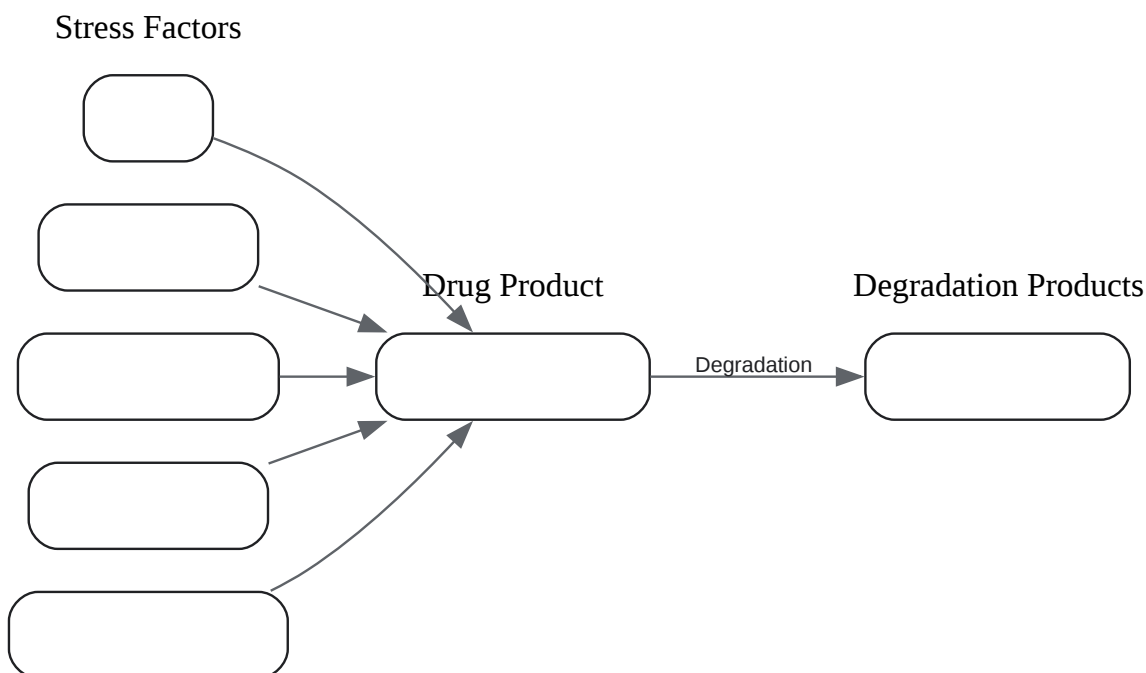 Stress Factors
Drug Product
Degradation Products
Degradation